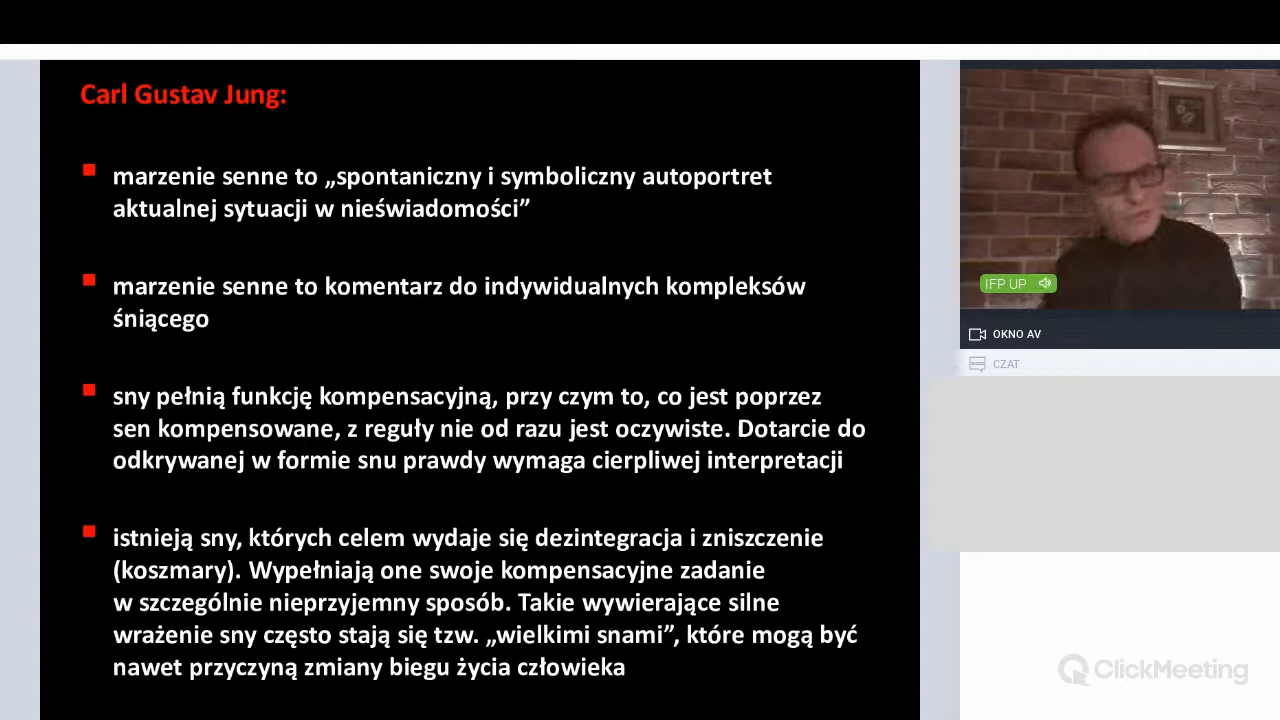 Carl Gustav Jung:
marzenie senne to „spontaniczny i symboliczny autoportret
aktualnej sytuacji w nieświadomości”
marzenie senne to komentarz do indywidualnych kompleksów
śniącego
sny pełnią funkcję kompensacyjną, przy czym to, co jest poprzez
sen kompensowane, z reguły nie od razu jest oczywiste. Dotarcie do
odkrywanej w formie snu prawdy wymaga cierpliwej interpretacji
istnieją sny, których celem wydaje się dezintegracja i zniszczenie
(koszmary). Wypełniają one swoje kompensacyjne zadanie
w szczególnie nieprzyjemny sposób. Takie wywierające silne
wrażenie sny często stają się tzw. „wielkimi snami”, które mogą być
nawet przyczyną zmiany biegu życia człowieka
IFP UP
OKNO AV
CZAT
ClickMeeting